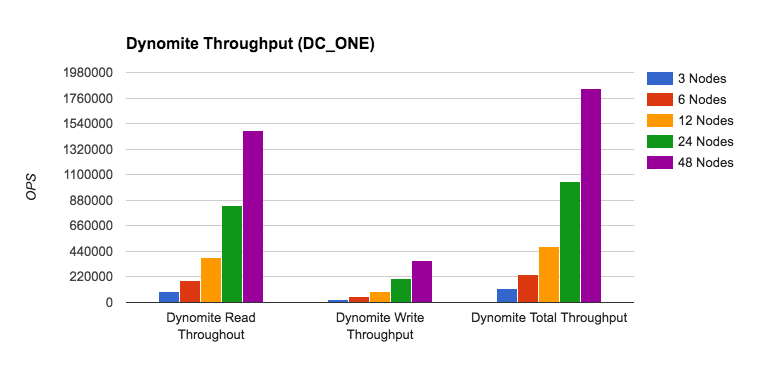 Dynomite Throughput (DC_ONE)
1980000
1760000
1540000
1320000
1100000
880000
660000
440000
220000
0
OPS
Dynomite Read
Throughout
Dynomite Write
Throughput
Dynomite Total Throughput
3 Nodes
6 Nodes
12 Nodes
24 Nodes
48 Nodes